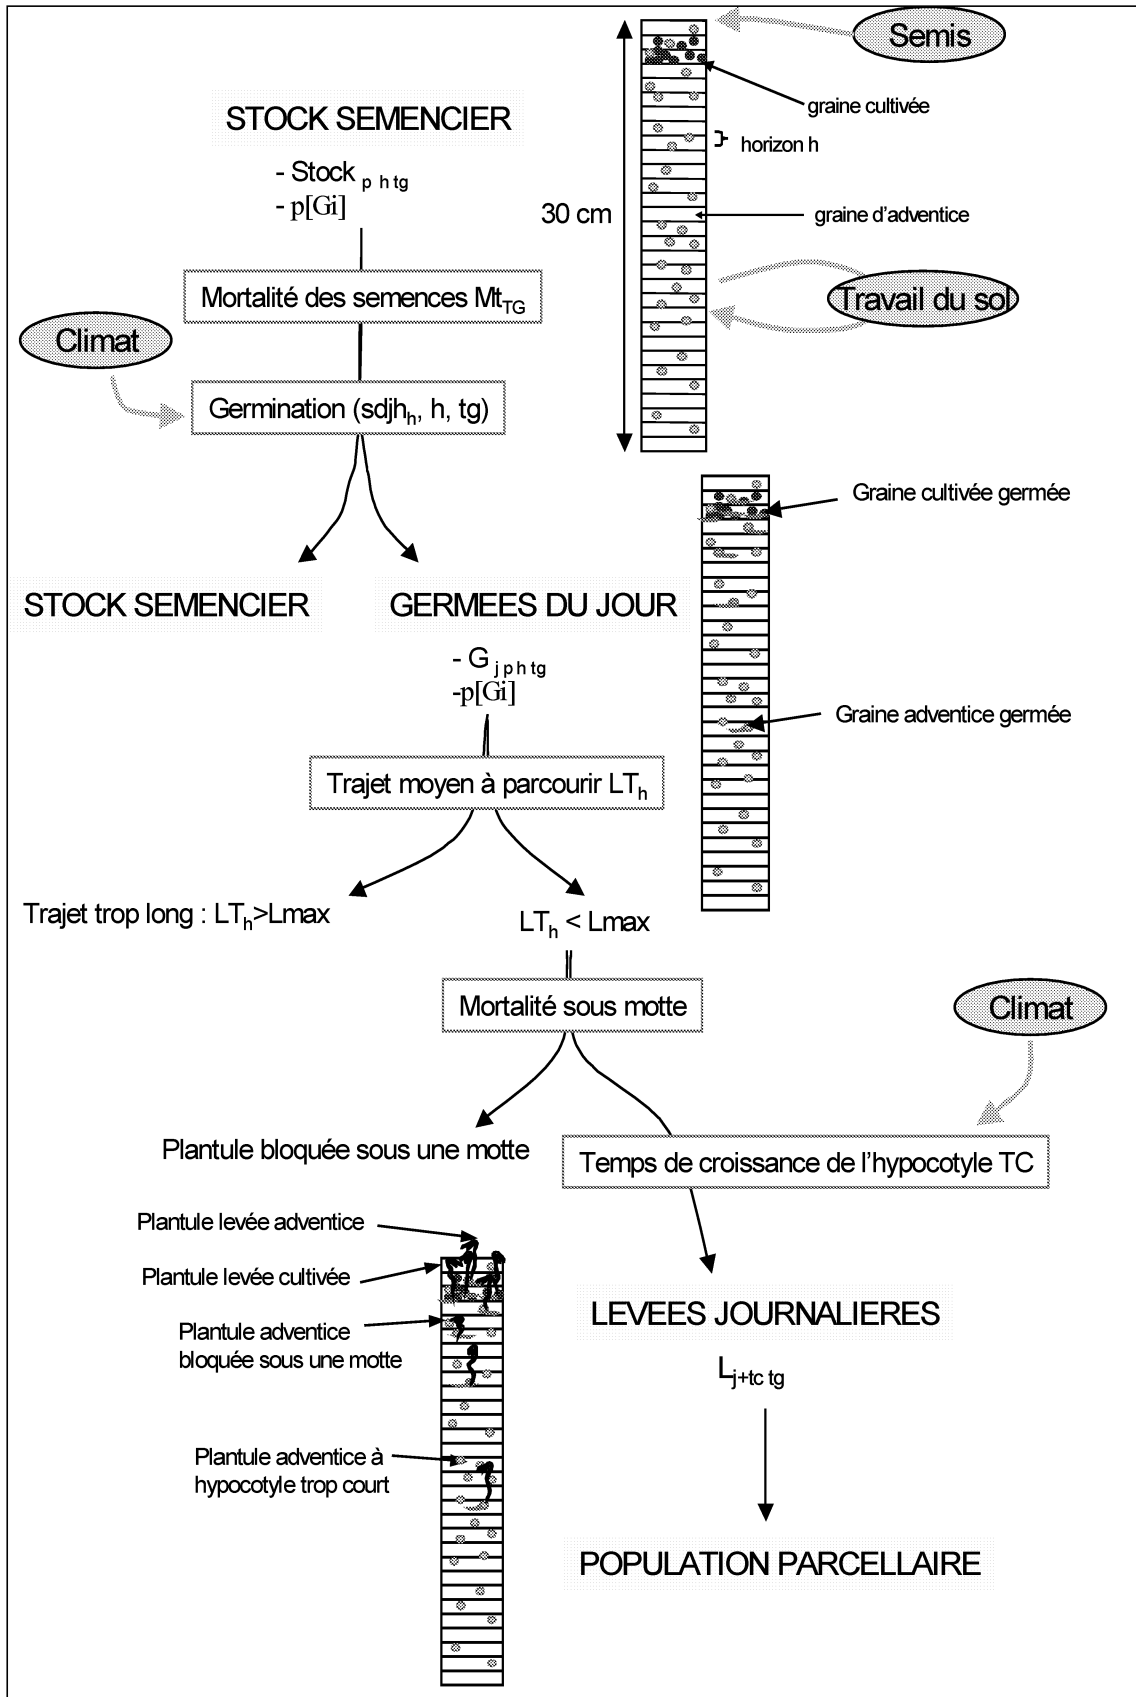 Semis
graine cultivée
STOCK SEMENCIER
horizon h
- Stock p h tg
- p[Gi]
30 cm
graine d'adventice
Mortalité des semences MtTG
Travail du sol
Climat
Germination (sdjhh, h, tg)
Graine cultivée germée
STOCK SEMENCIER
GERMEES DU JOUR
- G j p h tg
-p[Gi]
Graine adventice germée
Trajet moyen à parcourir LTh
Trajet trop long : LTh>Lmax
LTh < Lmax
Mortalité sous motte
Climat
Plantule bloquée sous une motte
Temps de croissance de l'hypocotyle TC
Plantule levée adventice
Plantule levée cultivée
LEVEES JOURNALIERES
Plantule adventice
bloquée sous une motte
Lj+tc tg
Plantule adventice à
hypocotyle trop court
POPULATION PARCELLAIRE